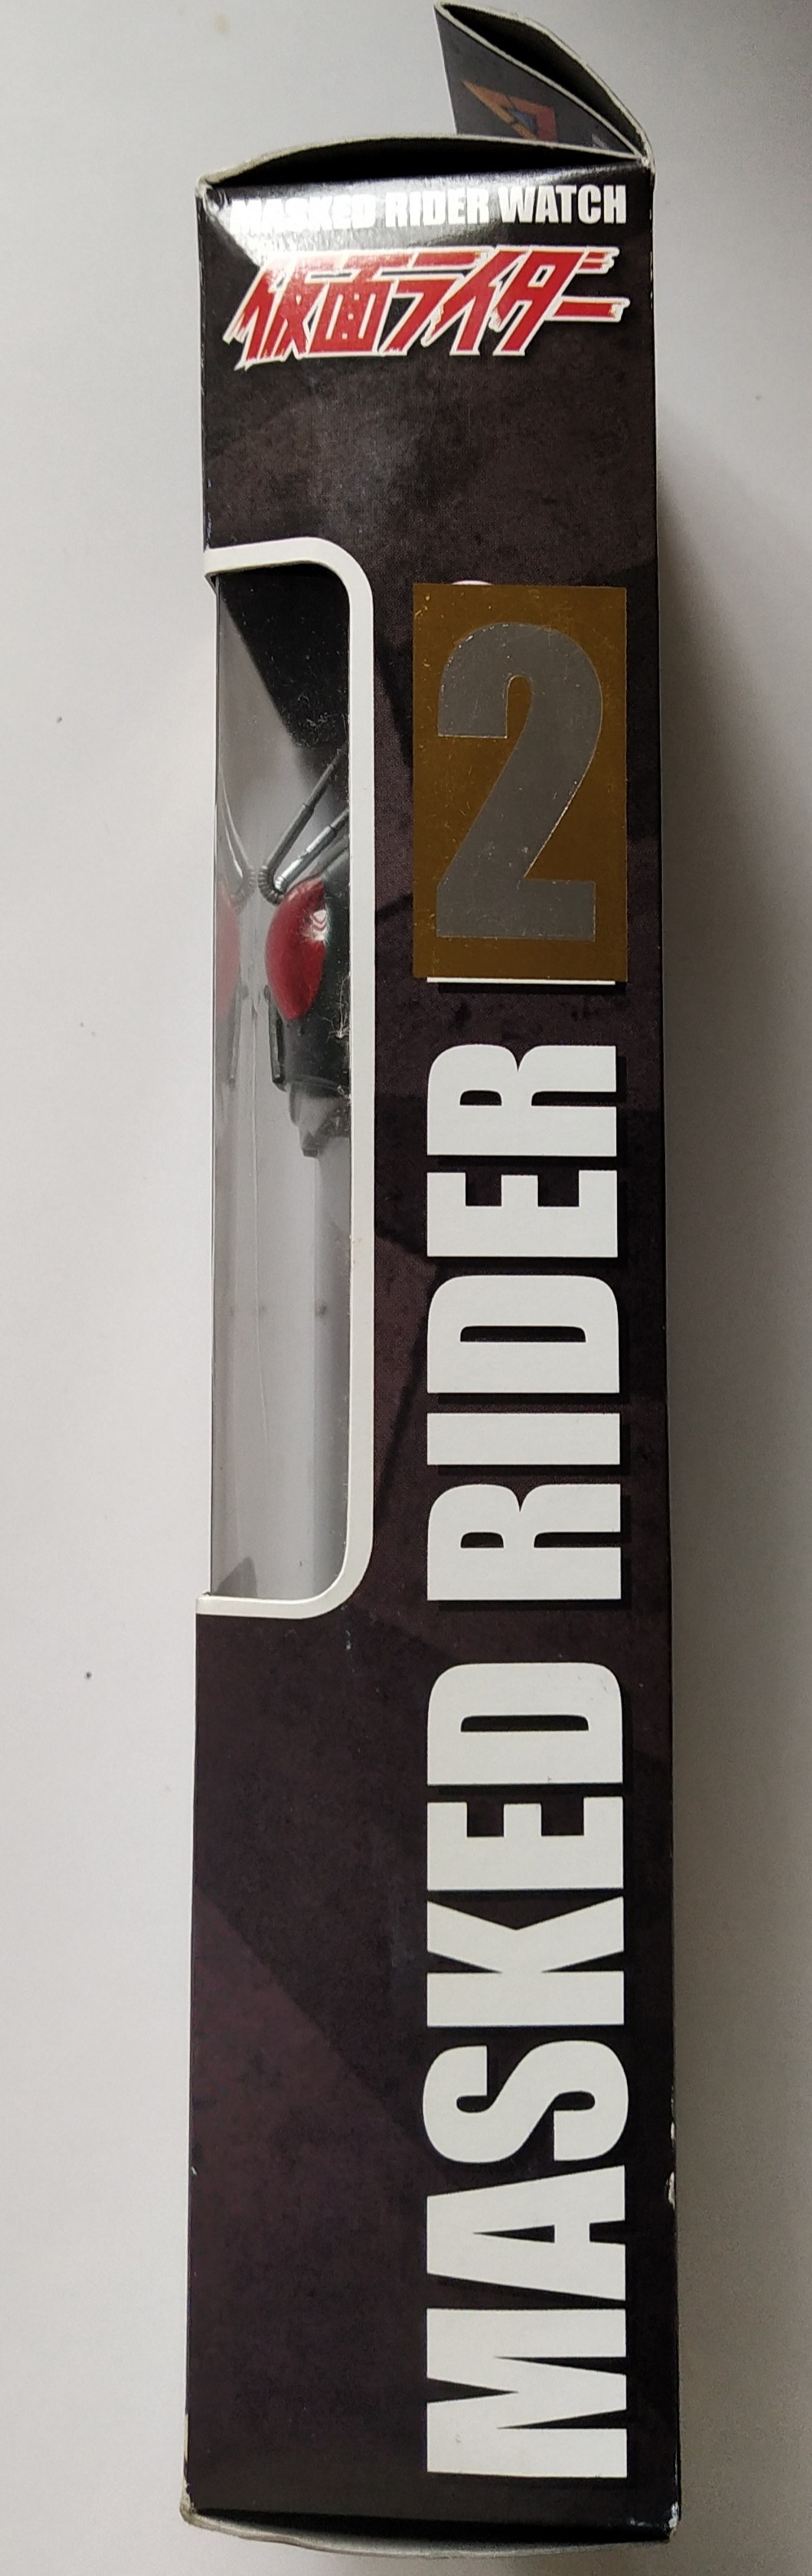 MASKED RIDER WATCH
仮面ライダー
MASKED RIDER 2